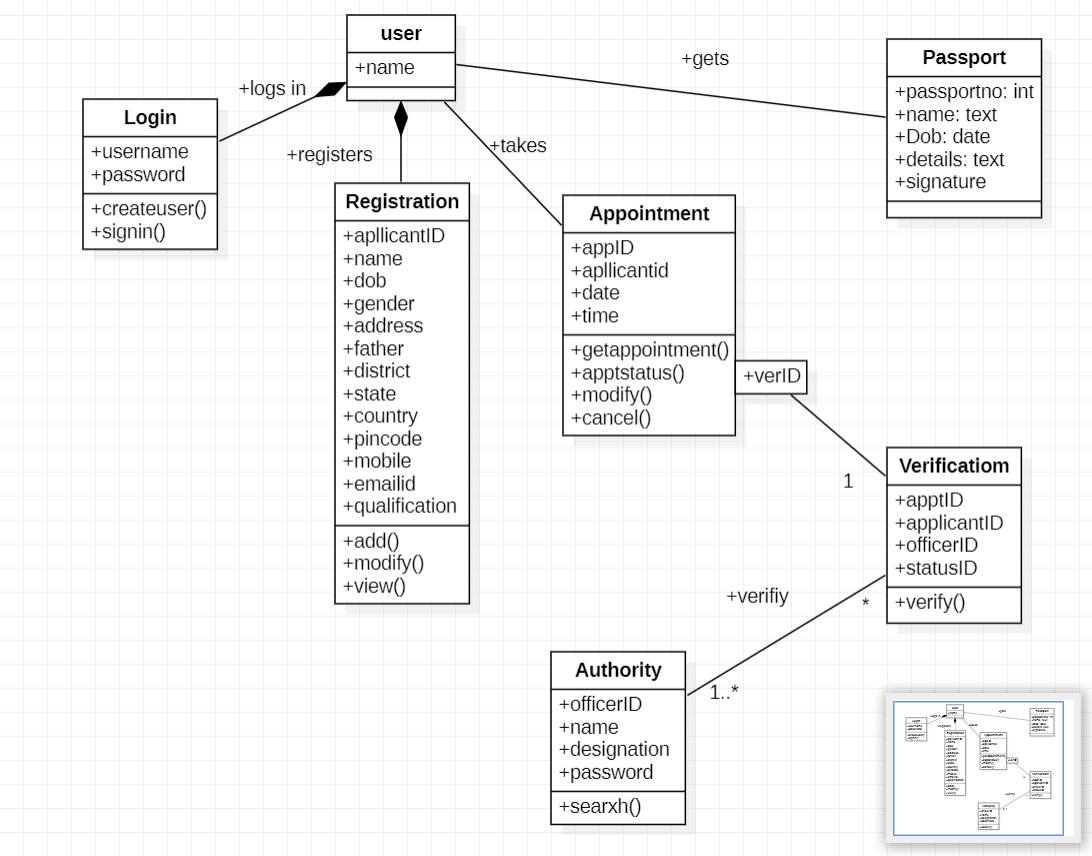 user
+name
+gets
Passport
+passportno: int
+name: text
+Dob: date
+details: text
+signature
+logs in
Login
+username
+password
+createuser()
+signin()
+registers
+takes
Registration
+apllicantID
+name
+dob
+gender
+address
+father
+district
+state
+country
+pincode
+mobile
+emailid
+qualification
+add()
+modify()
+view()
Appointment
+appID
+apllicantid
+date
+time
+getappointment()
+apptstatus()
+modify()
+cancel()
+verID
1
Verificatiom
+apptID
+applicantID
+officerID
+statusID
+verify()
+verifiy
*
1..*
Authority
+officerID
+name
+designation
+password
+searxh()